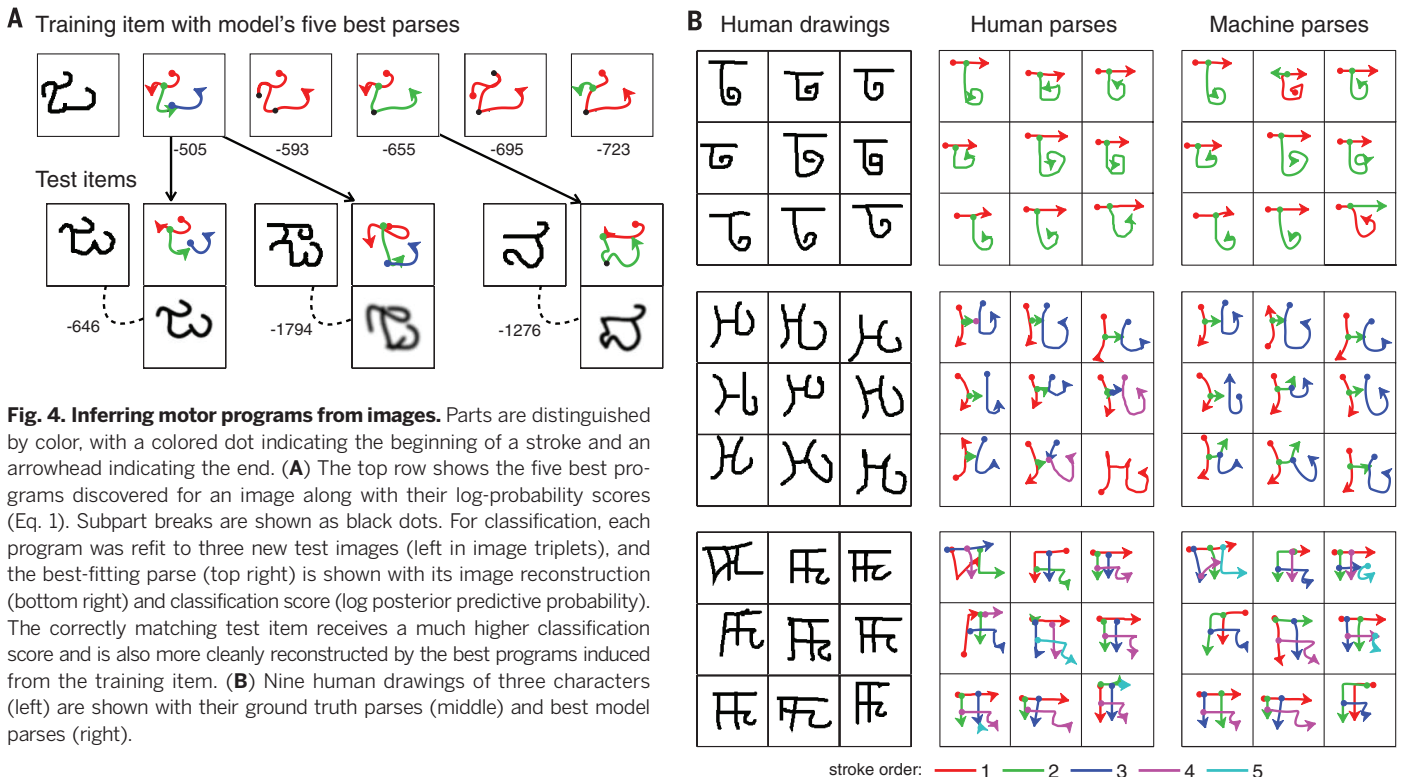 A Training item with model's five best parses
-505 -593 -655 -695 -723
Test items
-646 -1794 -1276
Fig. 4. Inferring motor programs from images. Parts are distinguished
by color, with a colored dot indicating the beginning of a stroke and an
arrowhead indicating the end. (A) The top row shows the five best pro-
grams discovered for an image along with their log-probability scores
(Eq. 1). Subpart breaks are shown as black dots. For classification, each
program was refit to three new test images (left in image triplets), and
the best-fitting parse (top right) is shown with its image reconstruction
(bottom right) and classification score (log posterior predictive probability).
The correctly matching test item receives a much higher classification
score and is also more cleanly reconstructed by the best programs induced
from the training item. (B) Nine human drawings of three characters
(left) are shown with their ground truth parses (middle) and best model
parses (right).
B Human drawings Human parses Machine parses
stroke order: 1 2 3 4 5